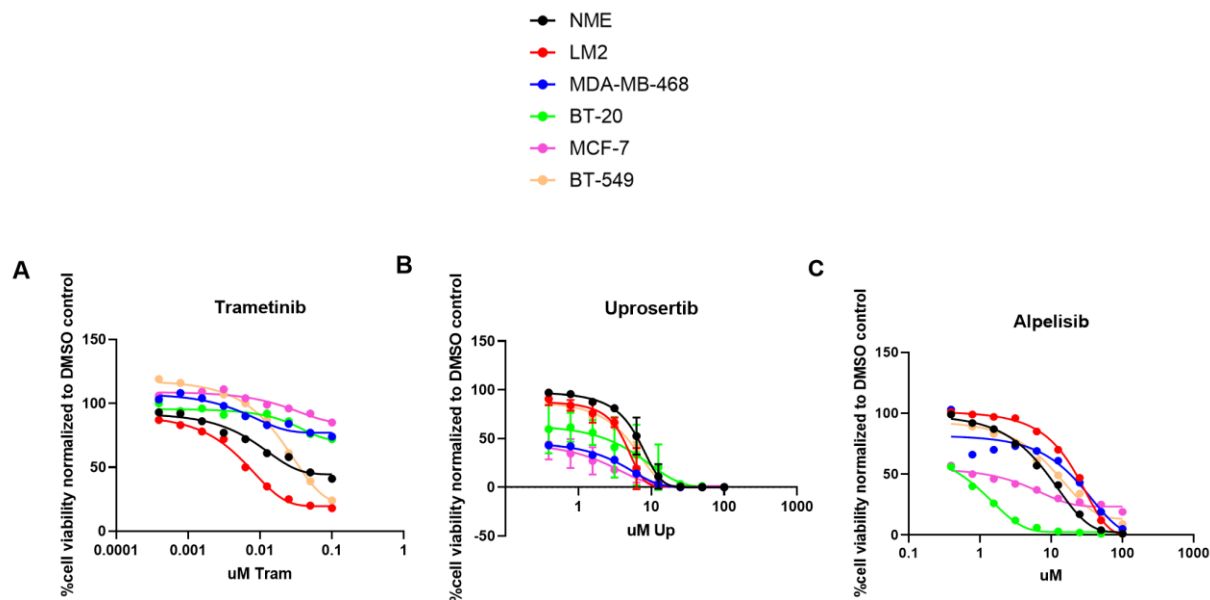 NME
LM2
MDA-MB-468
BT-20
MCF-7
BT-549
A
Trametinib
%cell viability normalized to DMSO control
150
100
50
0
0.0001
0.001
0.01
0.1
1
uM Tram
B
Uprosertib
%cell viability normalized to DMSO control
150
100
50
0
-50
1
10
100
1000
uM Up
C
Alpelisib
%cell viability normalized to DMSO control
150
100
50
0
0.1
1
10
100
1000
uM